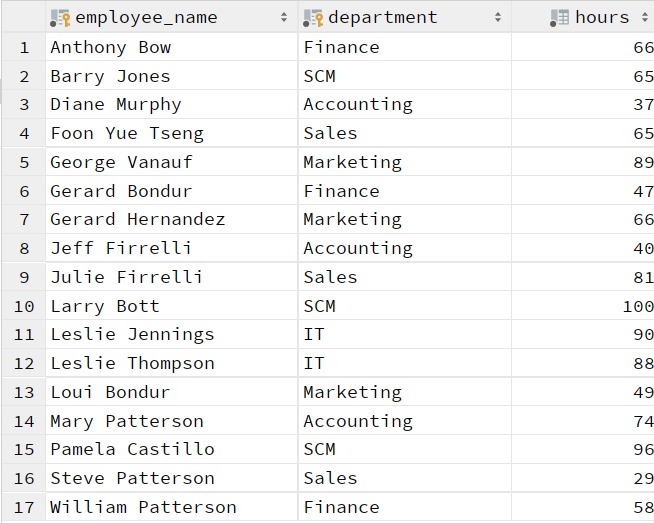 employee_name department hours
1 Anthony Bow Finance 66
2 Barry Jones SCM 65
3 Diane Murphy Accounting 37
4 Foon Yue Tseng Sales 65
5 George Vanauf Marketing 89
6 Gerard Bondur Finance 47
7 Gerard Hernandez Marketing 66
8 Jeff Firrelli Accounting 40
9 Julie Firrelli Sales 81
10 Larry Bott SCM 100
11 Leslie Jennings IT 90
12 Leslie Thompson IT 88
13 Loui Bondur Marketing 49
14 Mary Patterson Accounting 74
15 Pamela Castillo SCM 96
16 Steve Patterson Sales 29
17 William Patterson Finance 58